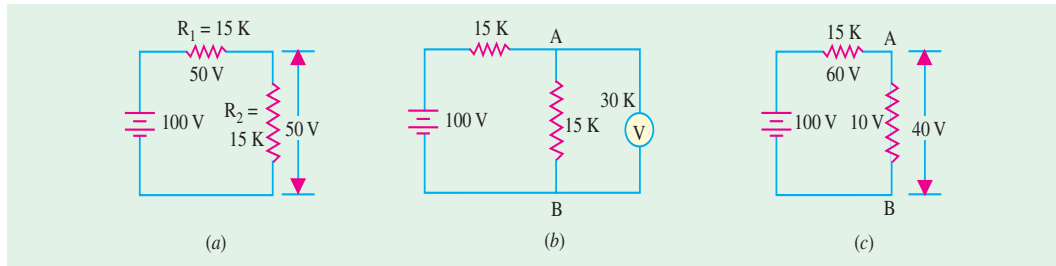 R1 = 15 K
50 V
100 V
R2 =
15 K
50 V
(a)
15 K
A
100 V
15 K
30 K
V
B
(b)
15 K
A
60 V
100 V
10 V
40 V
B
(c)